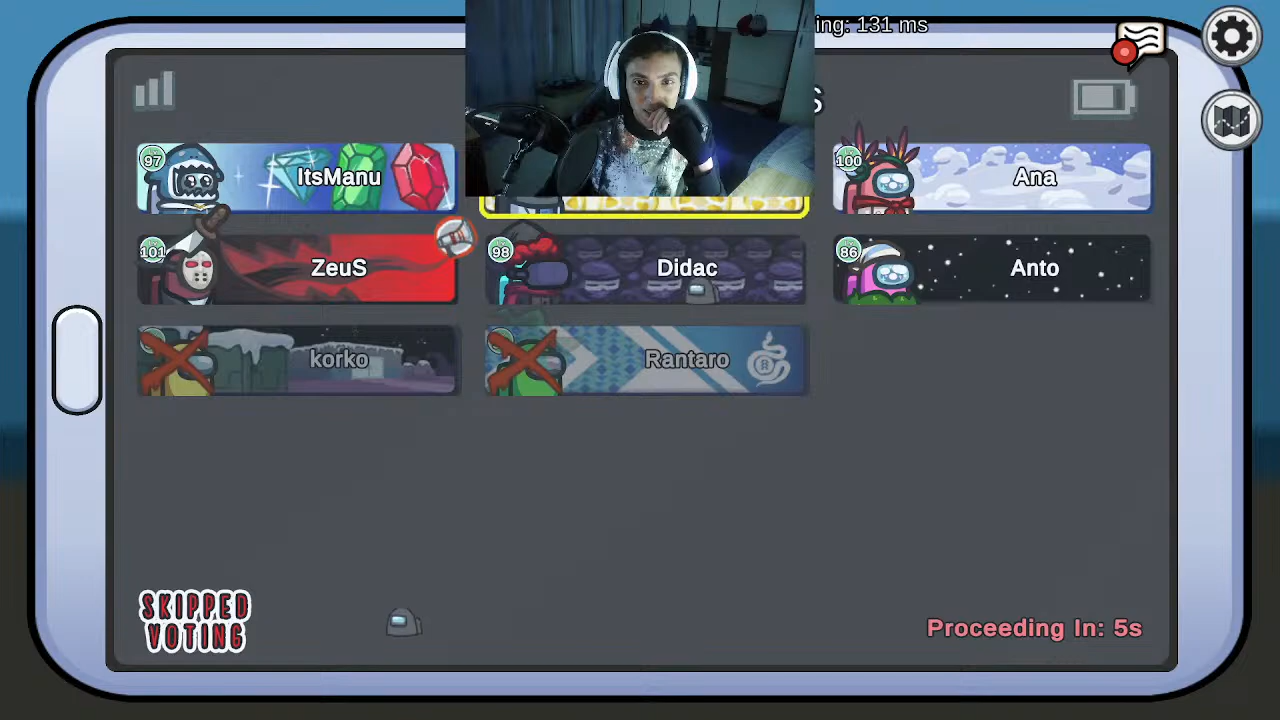 ing: 131 ms
S
97
ItsManu
100
Ana
101
ZeuS
98
Didac
86
Anto
korko
Rantaro
R
SKIPPED
VOTING
Proceeding In: 5s